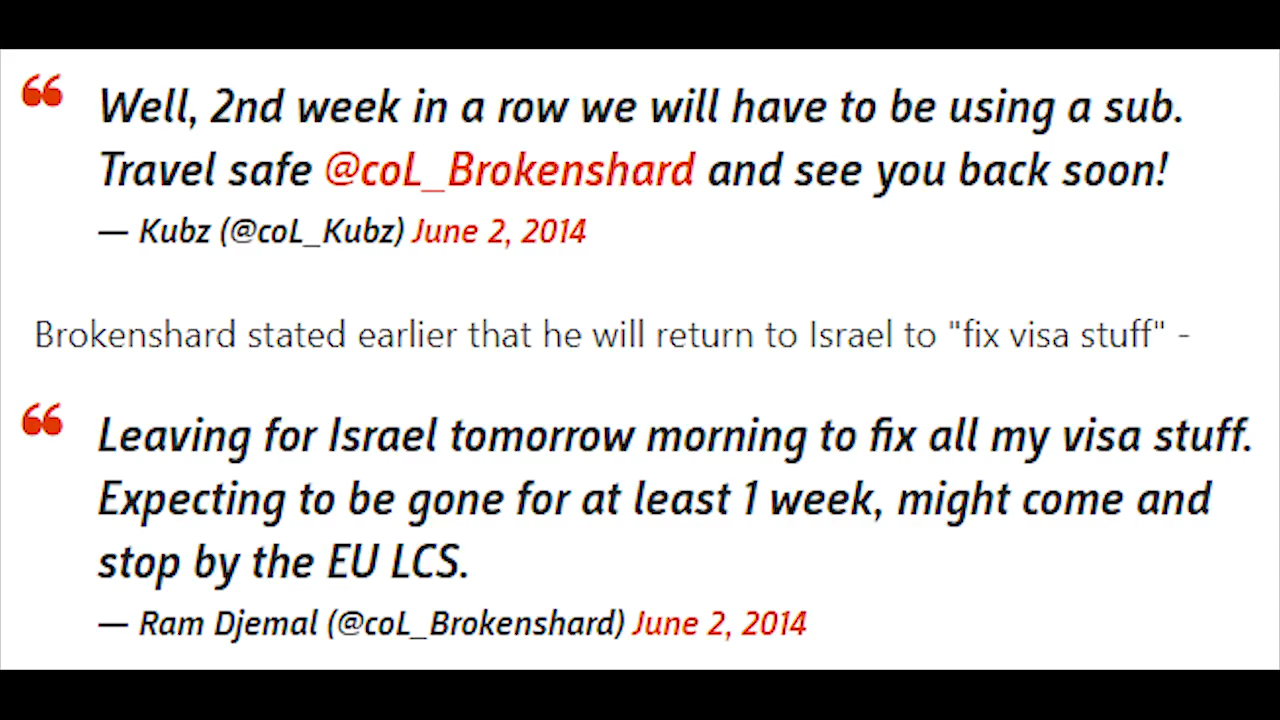 ❝ Well, 2nd week in a row we will have to be using a sub.
Travel safe @coL_Brokenshard and see you back soon!
— Kubz (@coL_Kubz) June 2, 2014
Brokenshard stated earlier that he will return to Israel to "fix visa stuff" -
❝ Leaving for Israel tomorrow morning to fix all my visa stuff.
Expecting to be gone for at least 1 week, might come and
stop by the EU LCS.
— Ram Djemal (@coL_Brokenshard) June 2, 2014